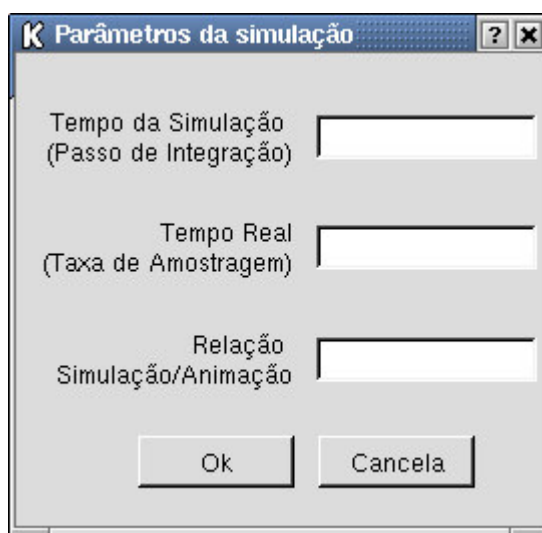 Parâmetros da simulação
Tempo da Simulação
(Passo de Integração)
Tempo Real
(Taxa de Amostragem)
Relação
Simulação/Animação
Ok
Cancela